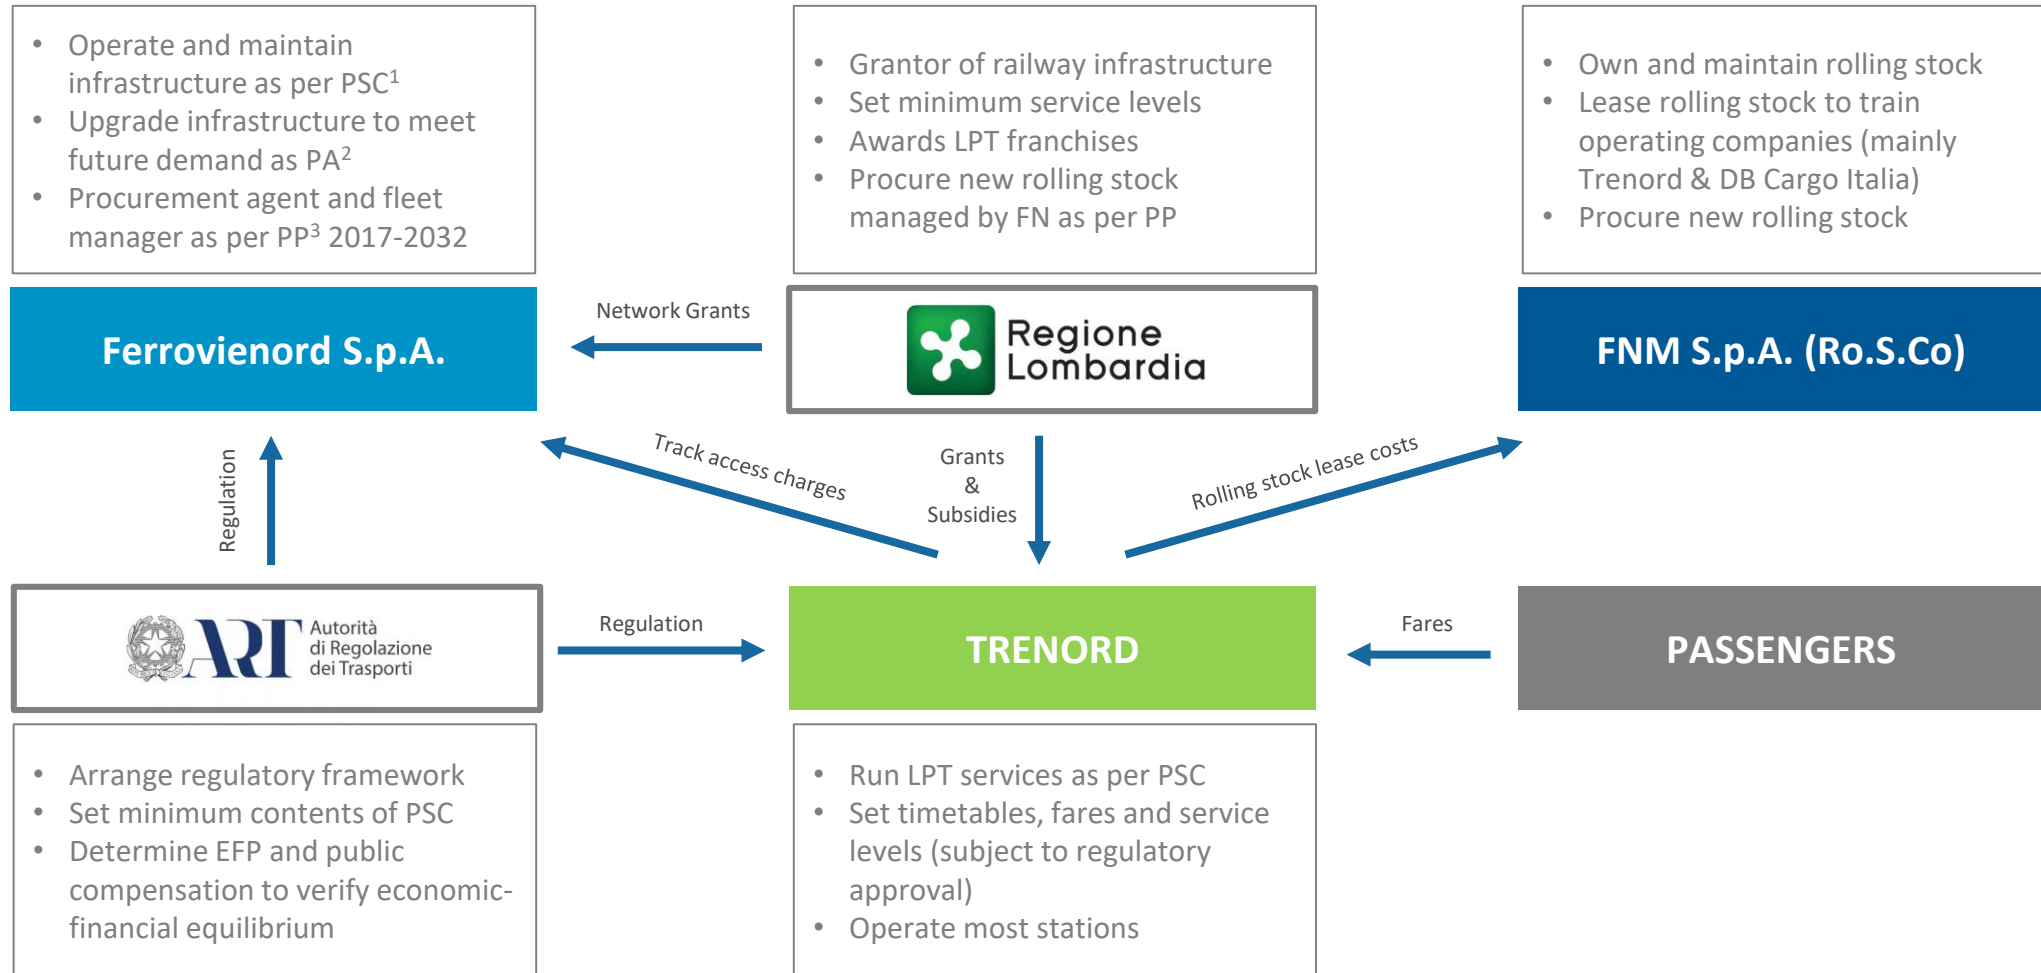 • Operate and maintain
infrastructure as per PSC1
• Upgrade infrastructure to meet
future demand as PA2
• Procurement agent and fleet
manager as per PP3 2017-2032
• Grantor of railway infrastructure
• Set minimum service levels
• Awards LPT franchises
• Procure new rolling stock
managed by FN as per PP
• Own and maintain rolling stock
• Lease rolling stock to train
operating companies (mainly
Trenord & DB Cargo Italia)
• Procure new rolling stock
Ferrovienord S.p.A.
Network Grants
Regione
Lombardia
FNM S.p.A. (Ro.S.Co)
Regulation
Track access charges
Grants
&
Subsidies
Rolling stock lease costs
ART
Autorità
di Regolazione
dei Trasporti
Regulation
TRENORD
Fares
PASSENGERS
• Arrange regulatory framework
• Set minimum contents of PSC
• Determine EFP and public
compensation to verify economic-
financial equilibrium
• Run LPT services as per PSC
• Set timetables, fares and service
levels (subject to regulatory
approval)
• Operate most stations